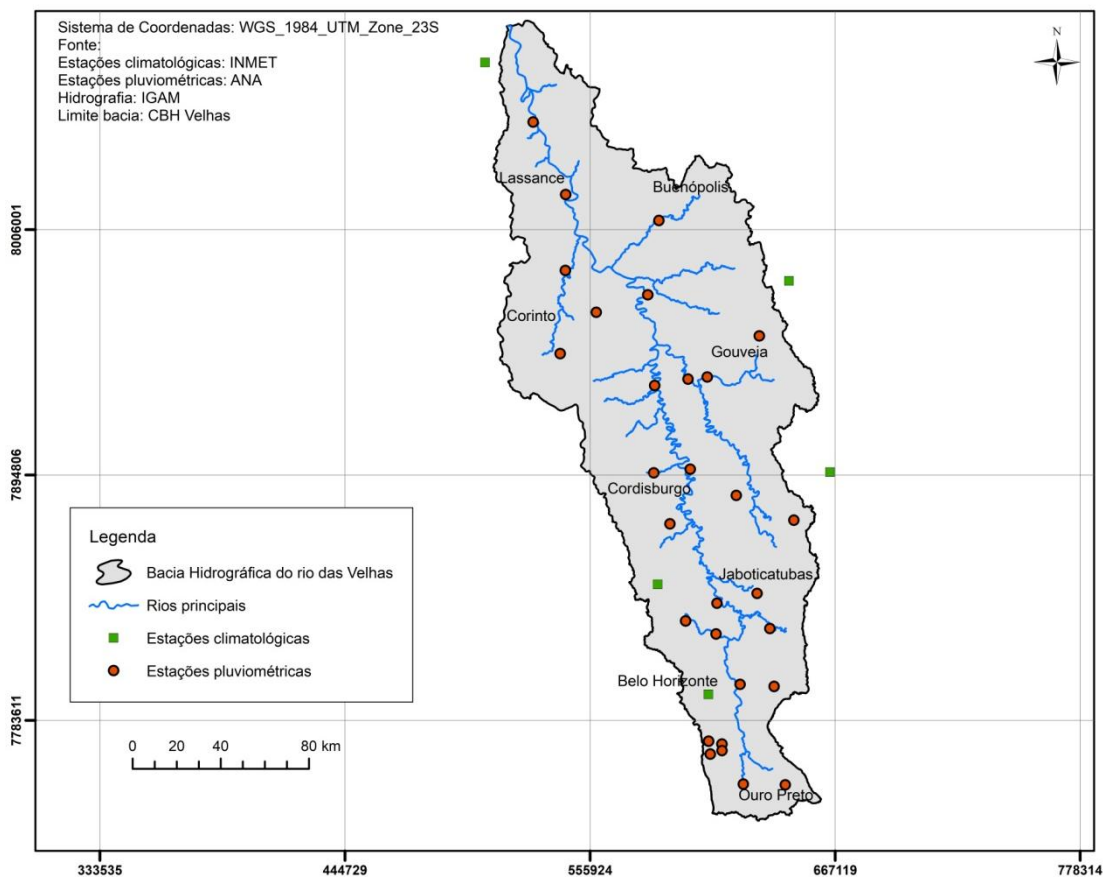 Sistema de Coordenadas: WGS_1984_UTM_Zone_23S
Fonte:
Estações climatológicas: INMET
Estações pluviométricas: ANA
Hidrografia: IGAM
Limite bacia: CBH Velhas
N
Lassance
Buenópolis
8006001
Corinto
Gouveia
7894806
Cordisburgo
Legenda
Bacia Hidrográfica do rio das Velhas
Rios principais
Estações climatológicas
Estações pluviométricas
Jaboticatubas
Belo Horizonte
7783611
0 20 40 80 km
Ouro Preto
333535 444729 555924 667119 778314